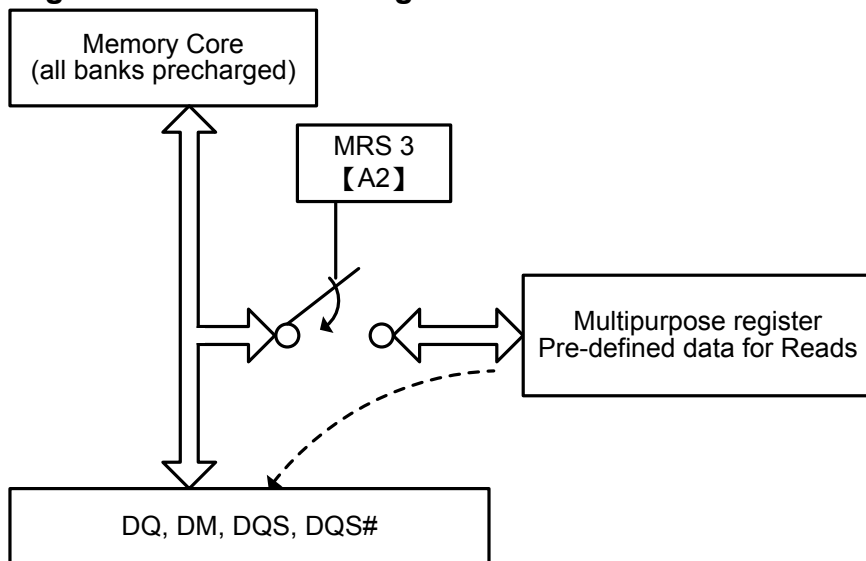 Memory Core
(all banks precharged)
MRS 3
【A2】
Multipurpose register
Pre-defined data for Reads
DQ, DM, DQS, DQS#